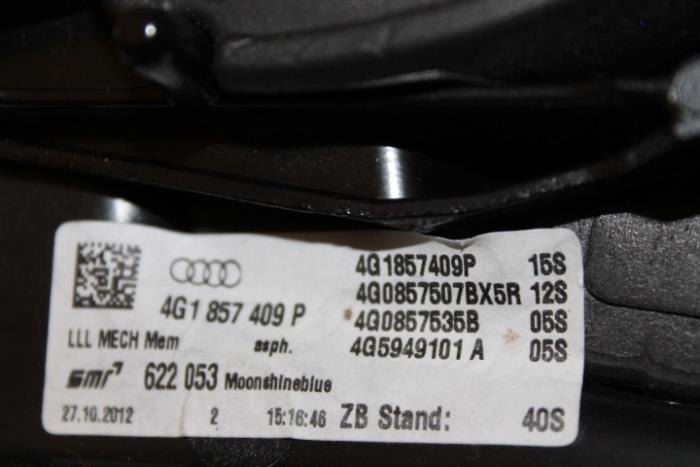 4G1857409P 15S
4G0857507BX5R 12S
4G1 857 409 P
4G0857535B 05S
LLL MECH Mem asph. 4G5949101 A 05S
smr 622 053 Moonshineblue
27.10.2012 2 15:16:46 ZB Stand: 40S